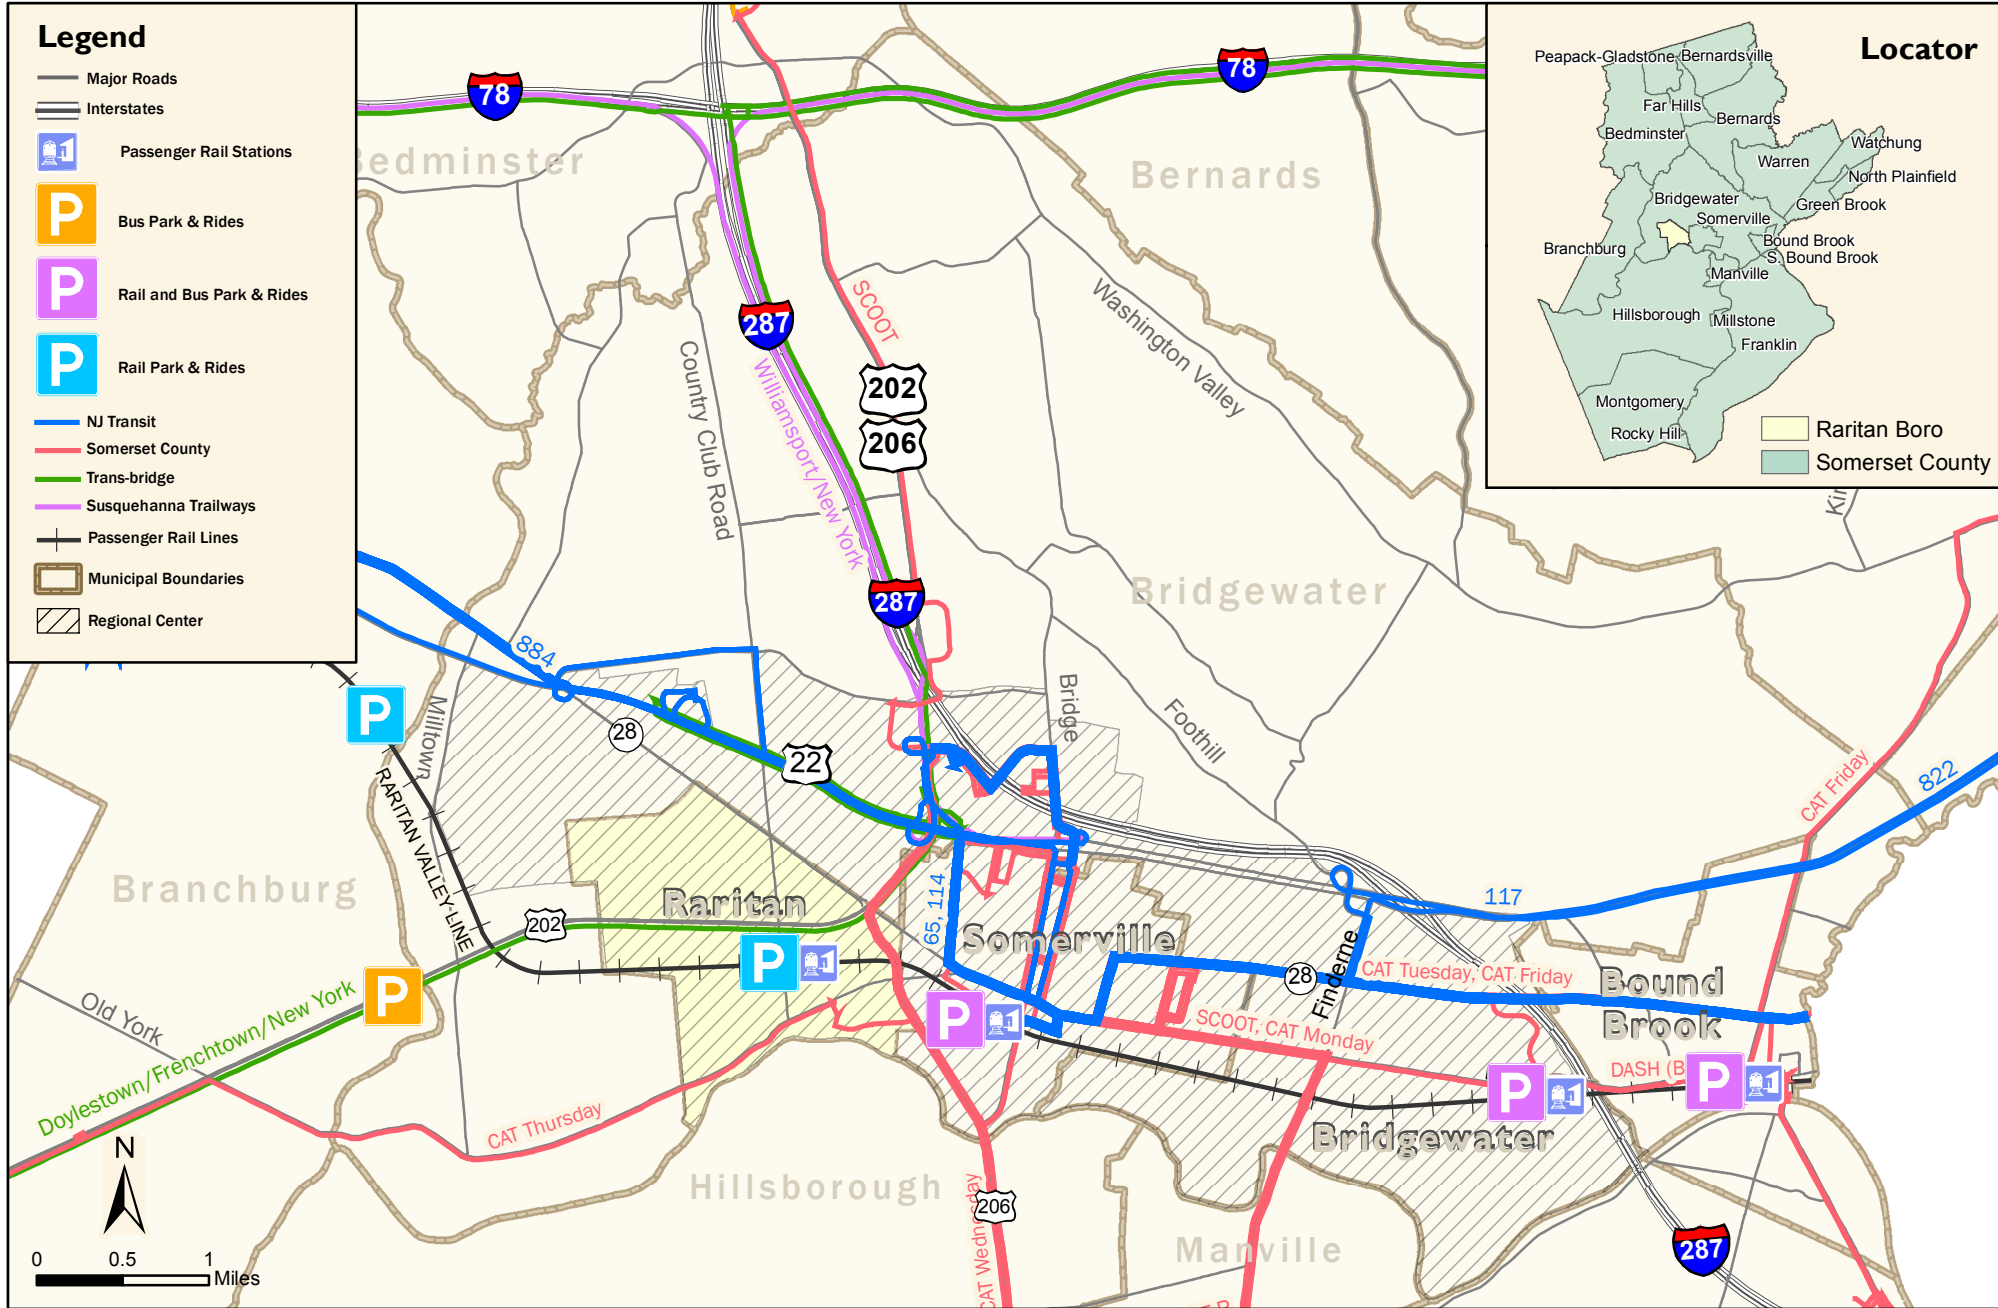 Legend
Major Roads
Interstates
Passenger Rail Stations
P
Bus Park & Rides
P
Rail and Bus Park & Rides
P
Rail Park & Rides
NJ Transit
Somerset County
Trans-bridge
Susquehanna Trailways
Passenger Rail Lines
Municipal Boundaries
Regional Center
Locator
Peapack-Gladstone
Bernardsville
Far Hills
Bernards
Bedminster
Watchung
Warren
North Plainfield
Bridgewater
Green Brook
Somerville
Branchburg
Bound Brook
S. Bound Brook
Manville
Hillsborough
Millstone
Franklin
Montgomery
Rocky Hill
Raritan Boro
Somerset County
78
78
Bedminster
Bernards
SCOOT
287
Washington Valley
Country Club Road
Williamsport/New York
202
206
287
Bridgewater
884
Milltown
P
28
22
Bridge
Foothill
RARITAN VALLEY LINE
CAT Friday
822
Branchburg
Raritan
202
65, 114
Somerville
117
Finderne
28
CAT Tuesday, CAT Friday
Bound
Brook
P
P
P
Old York
Doylestown/Frenchtown/New York
SCOOT, CAT Monday
DASH (B
P
P
CAT Thursday
Bridgewater
Hillsborough
206
CAT Wednesday
Manville
287
N
0 0.5 1
Miles